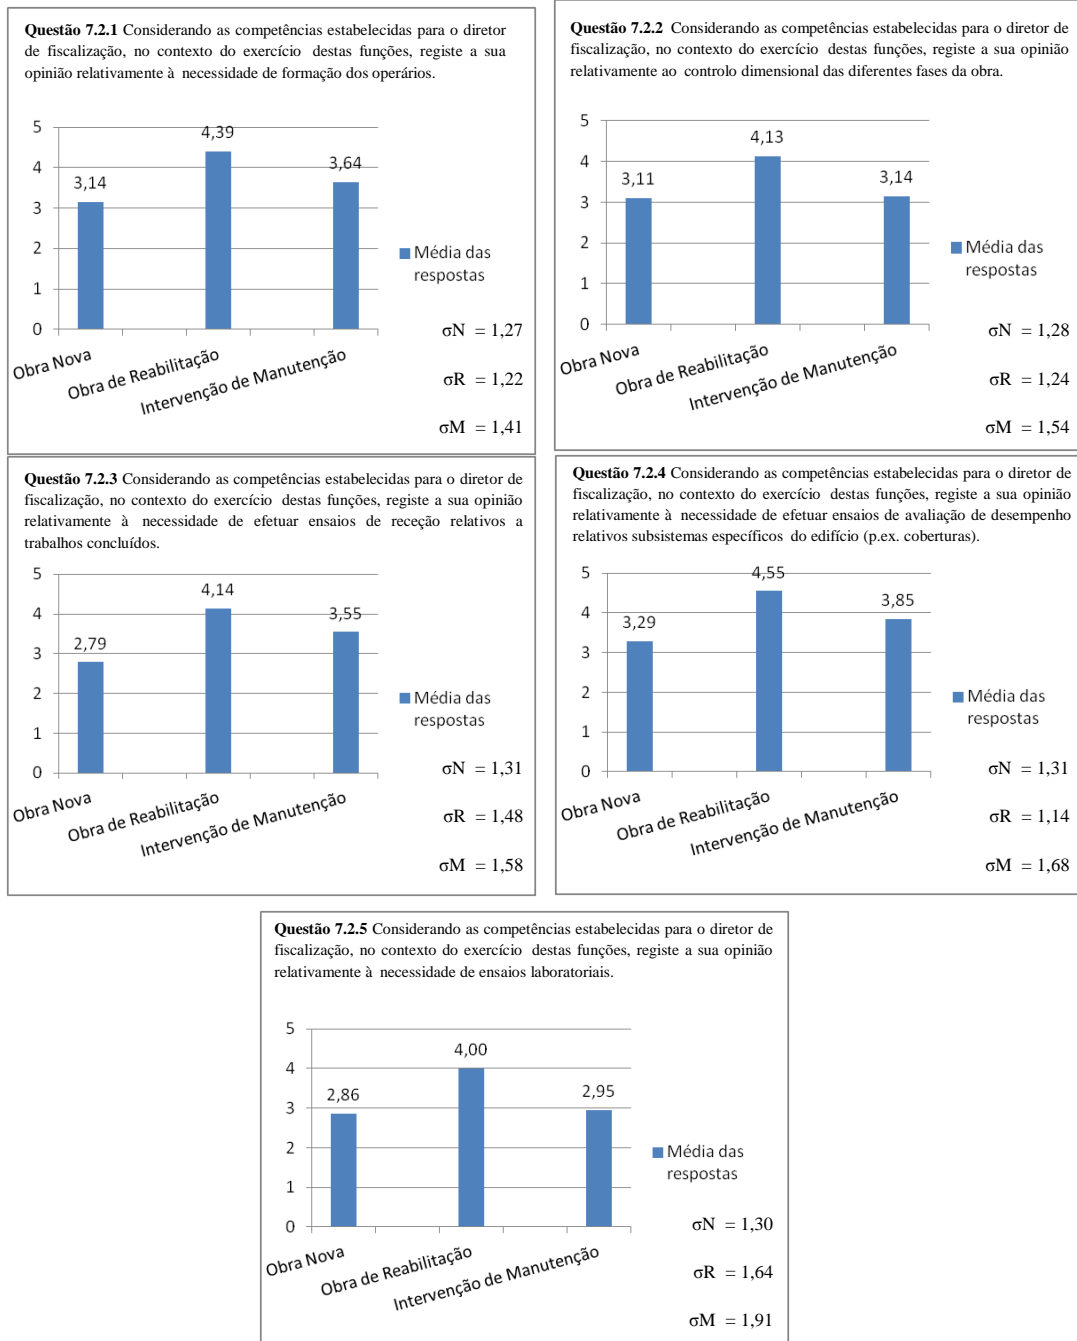 Questão 7.2.1 Considerando as competências estabelecidas para o diretor
de fiscalização, no contexto do exercício destas funções, registe a sua
opinião relativamente à necessidade de formação dos operários.
5
4
3
2
1
0
3,14
4,39
3,64
Obra Nova
Obra de Reabilitação
Intervenção de Manutenção
Média das
respostas
σN = 1,27
σR = 1,22
σM = 1,41
Questão 7.2.2 Considerando as competências estabelecidas para o diretor de
fiscalização, no contexto do exercício destas funções, registe a sua opinião
relativamente ao controlo dimensional das diferentes fases da obra.
5
4
3
2
1
0
3,11
4,13
3,14
Obra Nova
Obra de Reabilitação
Intervenção de Manutenção
Média das
respostas
σN = 1,28
σR = 1,24
σM = 1,54
Questão 7.2.3 Considerando as competências estabelecidas para o diretor de
fiscalização, no contexto do exercício destas funções, registe a sua opinião
relativamente à necessidade de efetuar ensaios de receção relativos a
trabalhos concluídos.
5
4
3
2
1
0
2,79
4,14
3,55
Obra Nova
Obra de Reabilitação
Intervenção de Manutenção
Média das
respostas
σN = 1,31
σR = 1,48
σM = 1,58
Questão 7.2.4 Considerando as competências estabelecidas para o diretor de
fiscalização, no contexto do exercício destas funções, registe a sua opinião
relativamente à necessidade de efetuar ensaios de avaliação de desempenho
relativos subsistemas específicos do edifício (p.ex. coberturas).
5
4
3
2
1
0
3,29
4,55
3,85
Obra Nova
Obra de Reabilitação
Intervenção de Manutenção
Média das
respostas
σN = 1,31
σR = 1,14
σM = 1,68
Questão 7.2.5 Considerando as competências estabelecidas para o diretor de
fiscalização, no contexto do exercício destas funções, registe a sua opinião
relativamente à necessidade de ensaios laboratoriais.
5
4
3
2
1
0
2,86
4,00
2,95
Obra Nova
Obra de Reabilitação
Intervenção de Manutenção
Média das
respostas
σN = 1,30
σR = 1,64
σM = 1,91